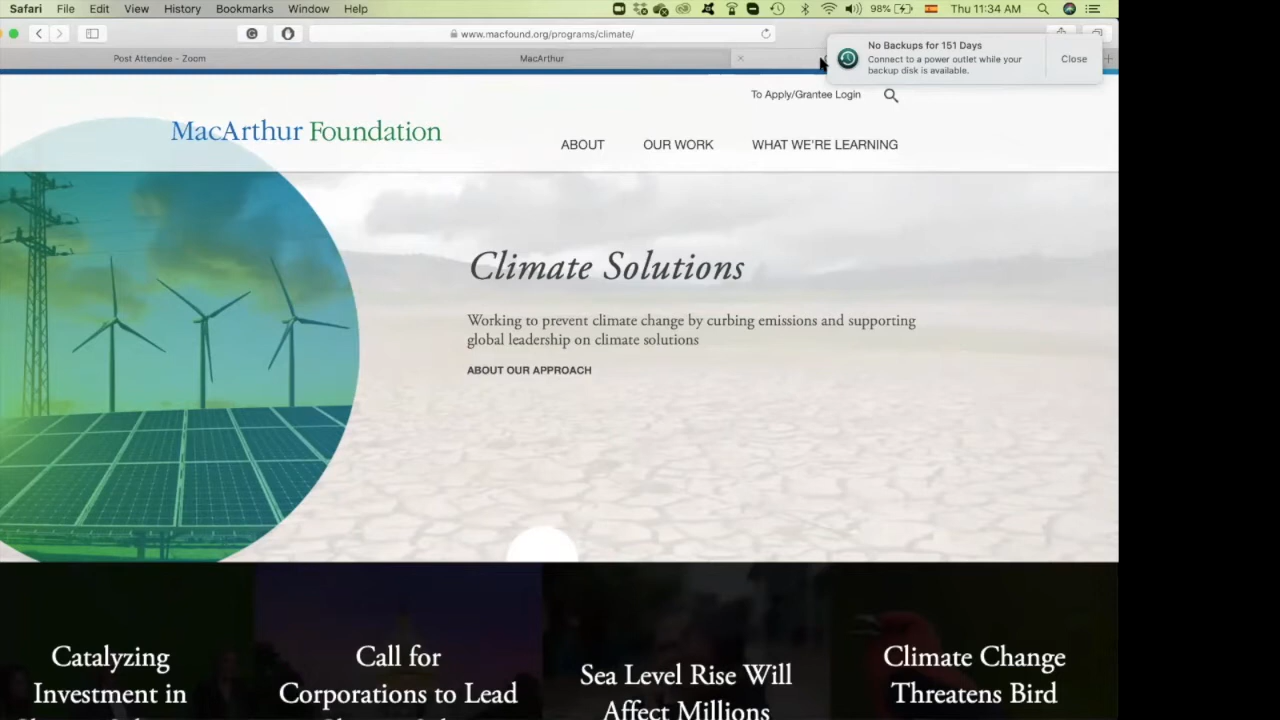 Safari File Edit View History Bookmarks Window Help 98% Thu 11:34 AM
www.macfound.org/programs/climate/
Post Attendee - Zoom MacArthur
No Backups for 151 Days
Connect to a power outlet while your
backup disk is available.
Close
To Apply/Grantee Login
MacArthur Foundation
ABOUT OUR WORK WHAT WE'RE LEARNING
Climate Solutions
Working to prevent climate change by curbing emissions and supporting
global leadership on climate solutions
ABOUT OUR APPROACH
Catalyzing
Investment in
Call for
Corporations to Lead
Sea Level Rise Will
Affect Millions
Climate Change
Threatens Bird